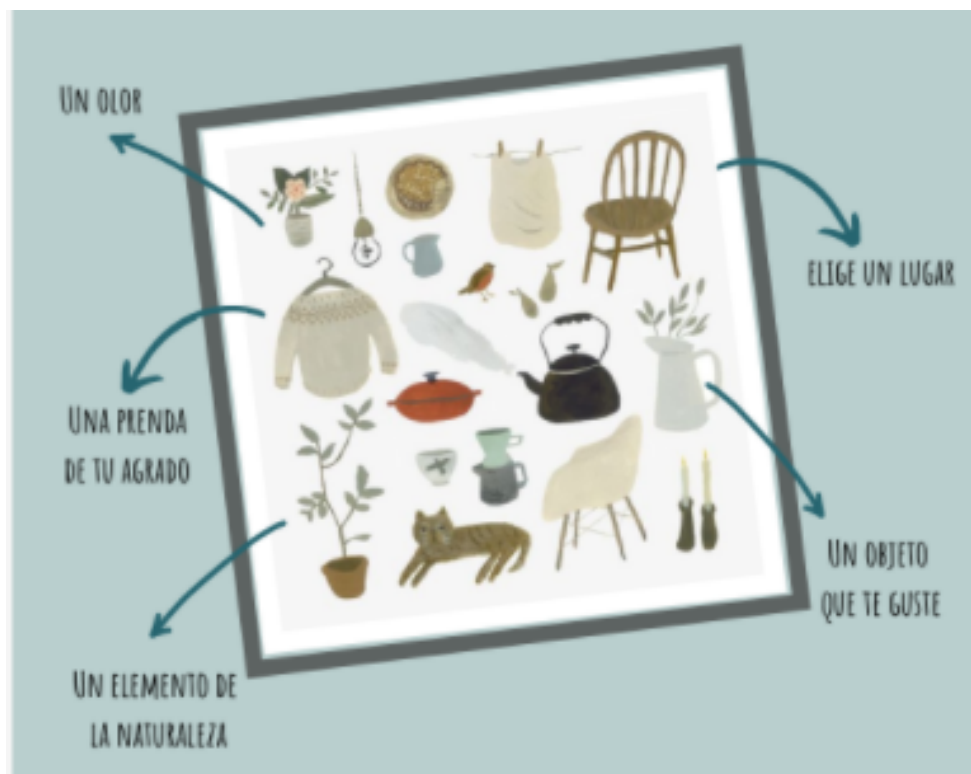 UN OLOR
ELIGE UN LUGAR
UNA PRENDA
DE TU AGRADO
UN OBJETO
QUE TE GUSTE
UN ELEMENTO DE
LA NATURALEZA